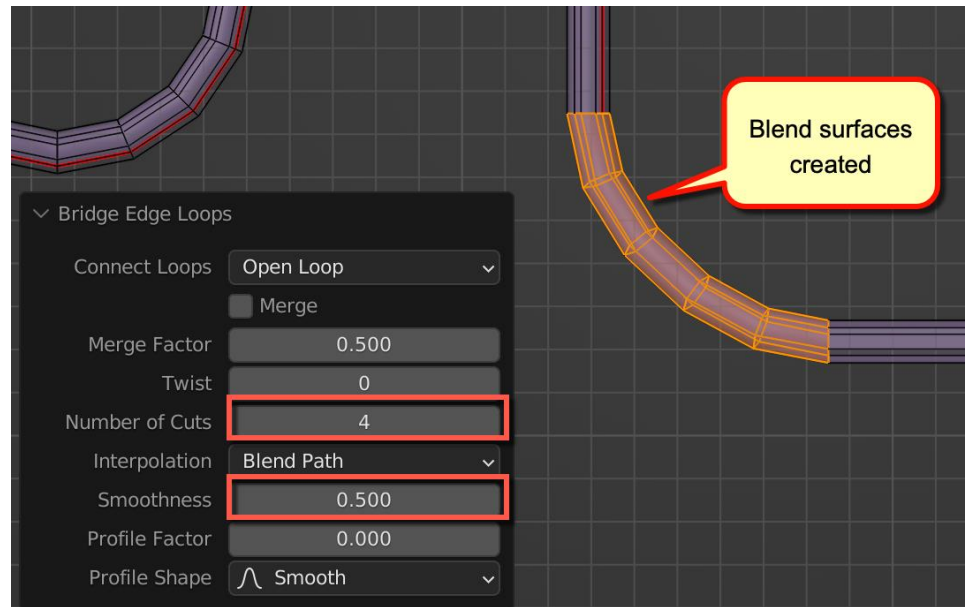 Blend surfaces
created
Bridge Edge Loops
Connect Loops Open Loop
Merge
Merge Factor 0.500
Twist 0
Number of Cuts 4
Interpolation Blend Path
Smoothness 0.500
Profile Factor 0.000
Profile Shape Smooth